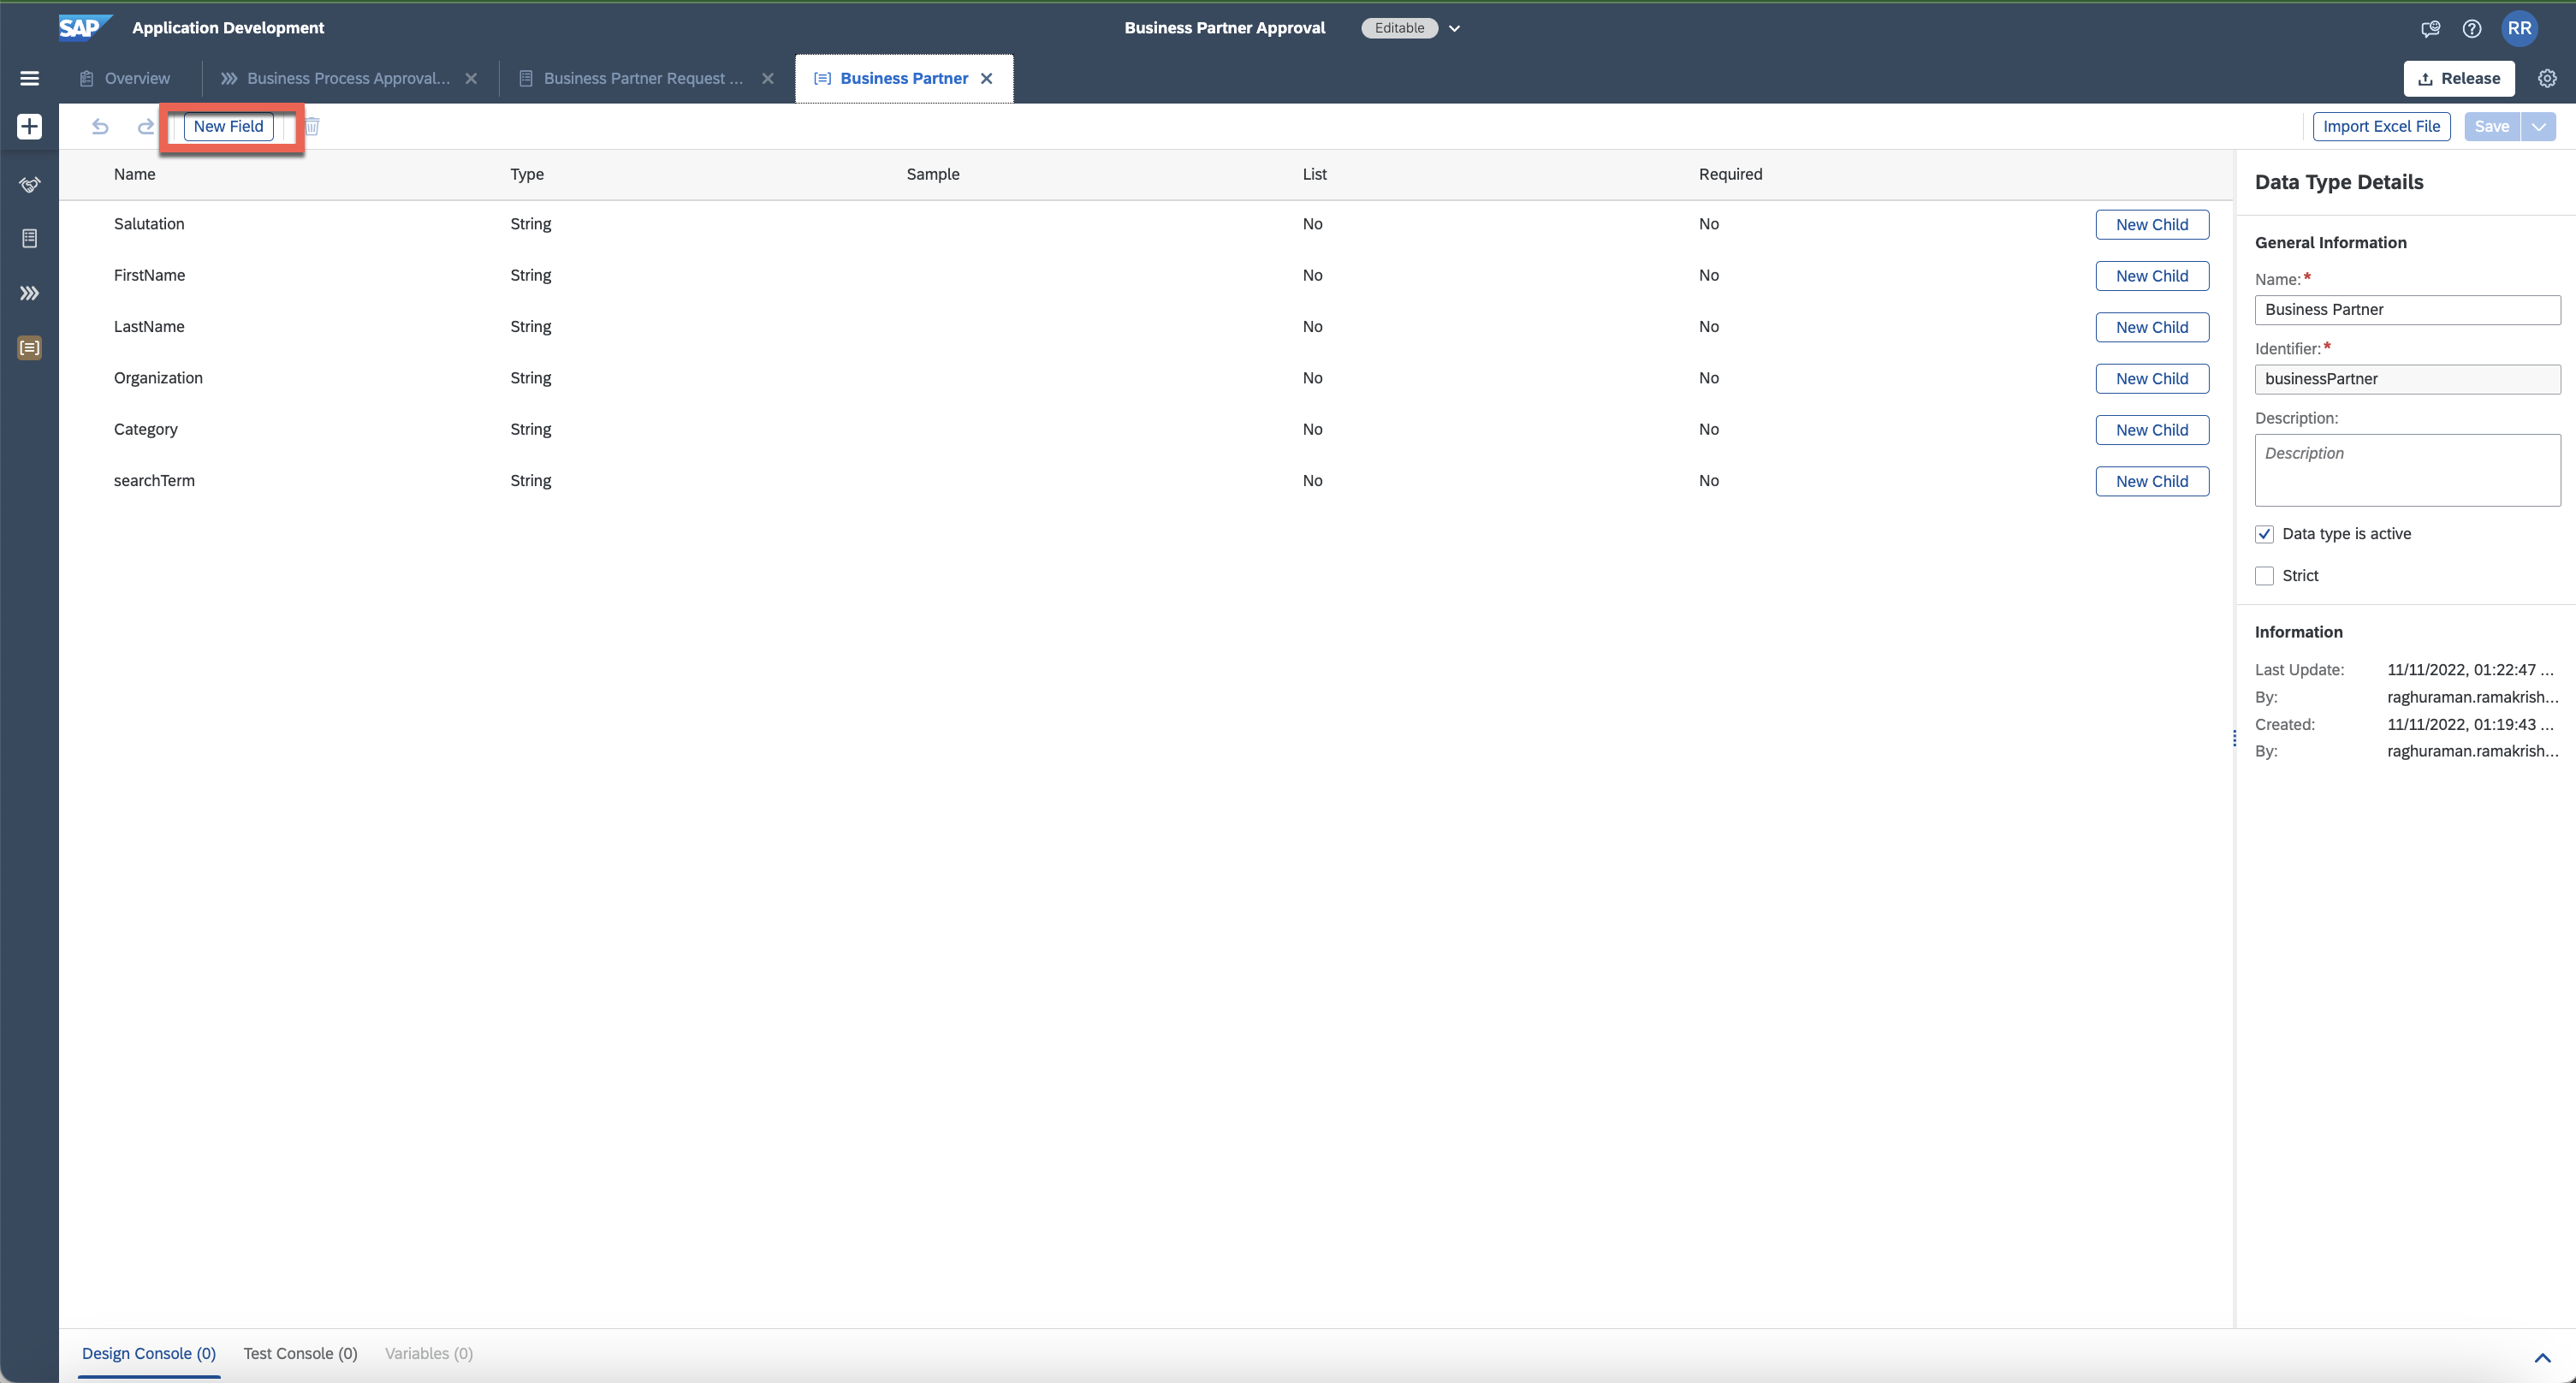 SAP Application Development Business Partner Approval Editable RR
Overview Business Process Approval... Business Partner Request ... Business Partner Release
New Field Import Excel File Save
Name Type Sample List Required
Salutation String No No New Child
FirstName String No No New Child
LastName String No No New Child
Organization String No No New Child
Category String No No New Child
searchTerm String No No New Child
Data Type Details
General Information
Name:*
Business Partner
Identifier:*
businessPartner
Description:
Description
Data type is active
Strict
Information
Last Update: 11/11/2022, 01:22:47 ...
By: raghuraman.ramakrish...
Created: 11/11/2022, 01:19:43 ...
By: raghuraman.ramakrish...
Design Console (0) Test Console (0) Variables (0)